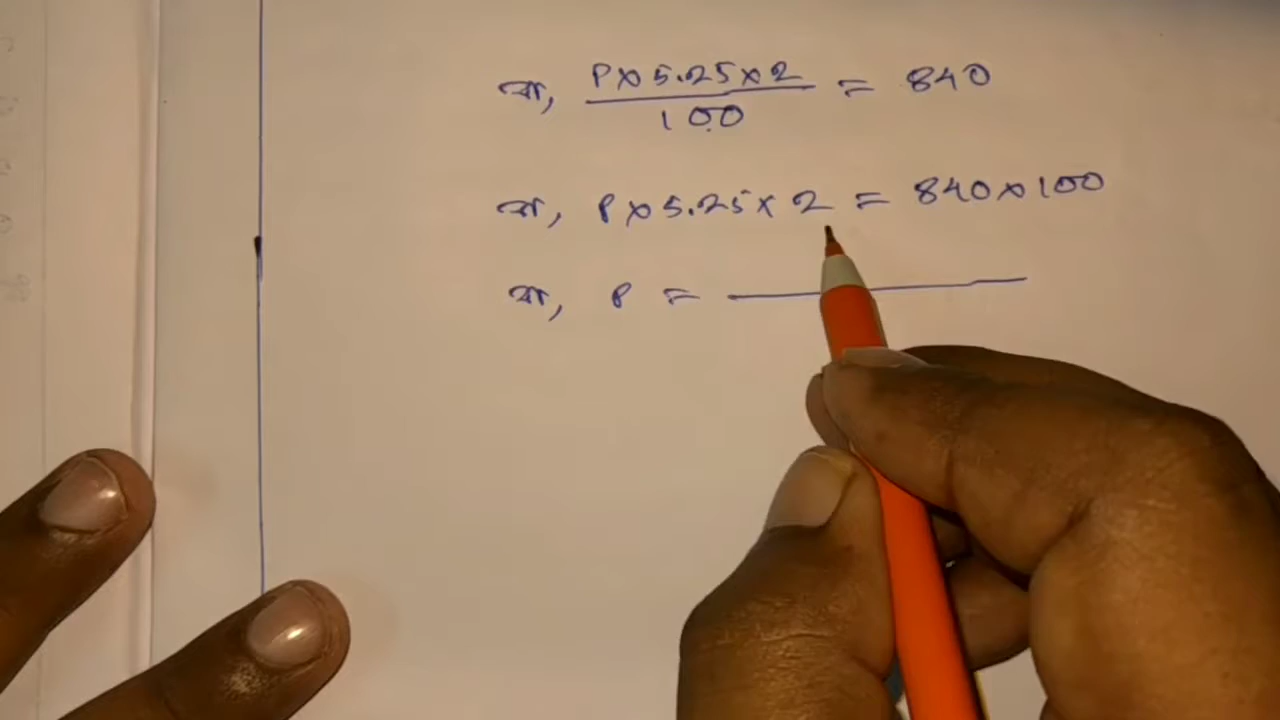 বা, P×5.25×2 / 100 = 840
বা, P×5.25×2 = 840×100
বা, P =